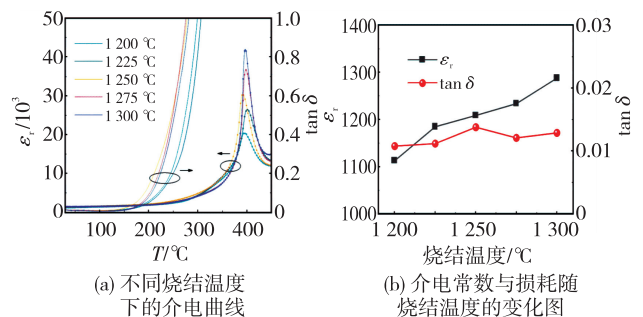 50
40
30
20
10
0
ε_r/10³
1 200 ℃
1 225 ℃
1 250 ℃
1 275 ℃
1 300 ℃
1.0
0.8
0.6
0.4
0.2
0
tan δ
100 200 300 400
T/℃
(a) 不同烧结温度
下的介电曲线
1400
1300
1200
1100
1000
ε_r
ε_r
tan δ
0.03
0.02
0.01
0
tan δ
1 200 1 250 1 300
烧结温度/℃
(b) 介电常数与损耗随
烧结温度的变化图